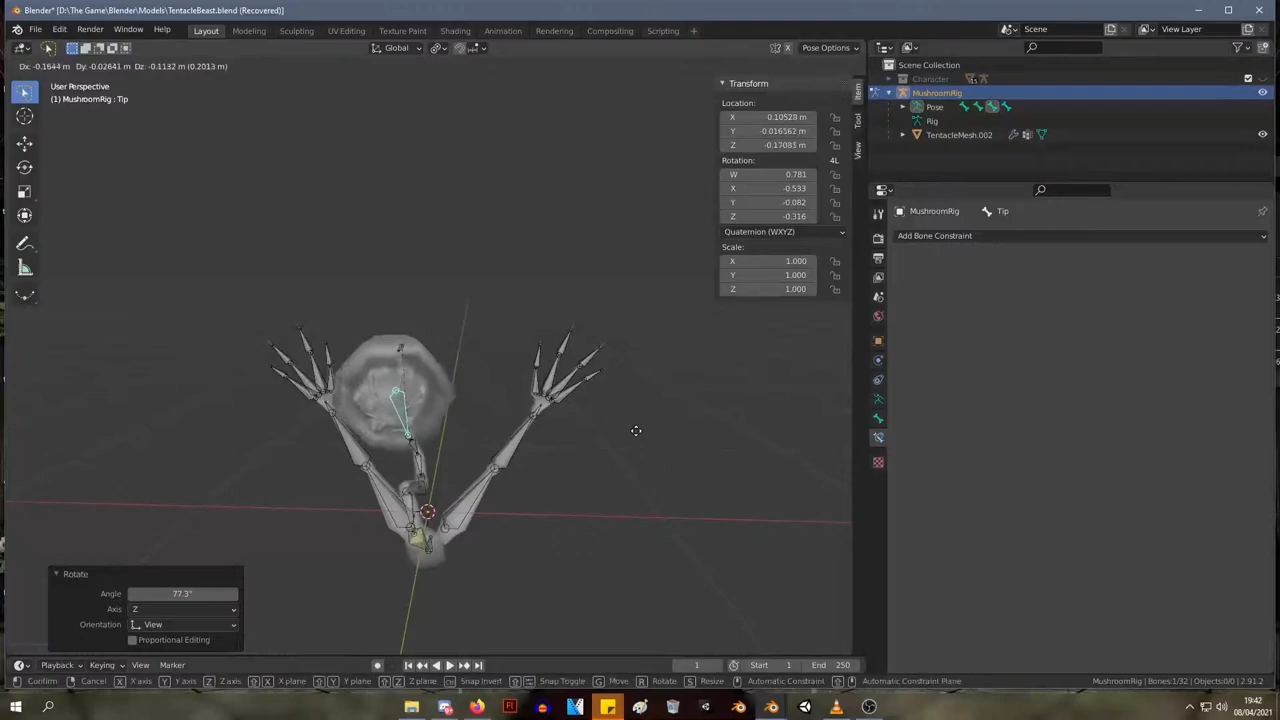 Blender* [D:\The Game\Blender\Models\TentacleBeast.blend (Recovered)]
File Edit Render Window Help Layout Modeling Sculpting UV Editing Texture Paint Shading Animation Rendering Compositing Scripting + Scene View Layer
Global Pose Options
Dx: -0.1644 m Dy: -0.02641 m Dz: -0.1132 m (0.2013 m)
User Perspective
(1) MushroomRig : Tip
Transform
Location:
X -0.10528 m
Y -0.016562 m
Z -0.17083 m
Rotation: 4L
W 0.781
X -0.533
Y -0.082
Z -0.316
Quaternion (WXYZ)
Scale:
X 1.000
Y 1.000
Z 1.000
Item
Tool
View
Scene Collection
Character
MushroomRig
Pose
Rig
TentacleMesh.002
MushroomRig Tip
Add Bone Constraint
Rotate
Angle 77.3°
Axis Z
Orientation View
Proportional Editing
Playback Keying View Marker 1 Start 1 End 250
Confirm Cancel X X axis Y Y axis Z Z axis X X plane Y Y plane Z Z plane Snap Invert Snap Toggle G Move R Rotate S Resize Automatic Constraint Automatic Constraint Plane MushroomRig | Bones:1/32 | Objects:0/0 | 2.91.2
19:42
08/04/2021